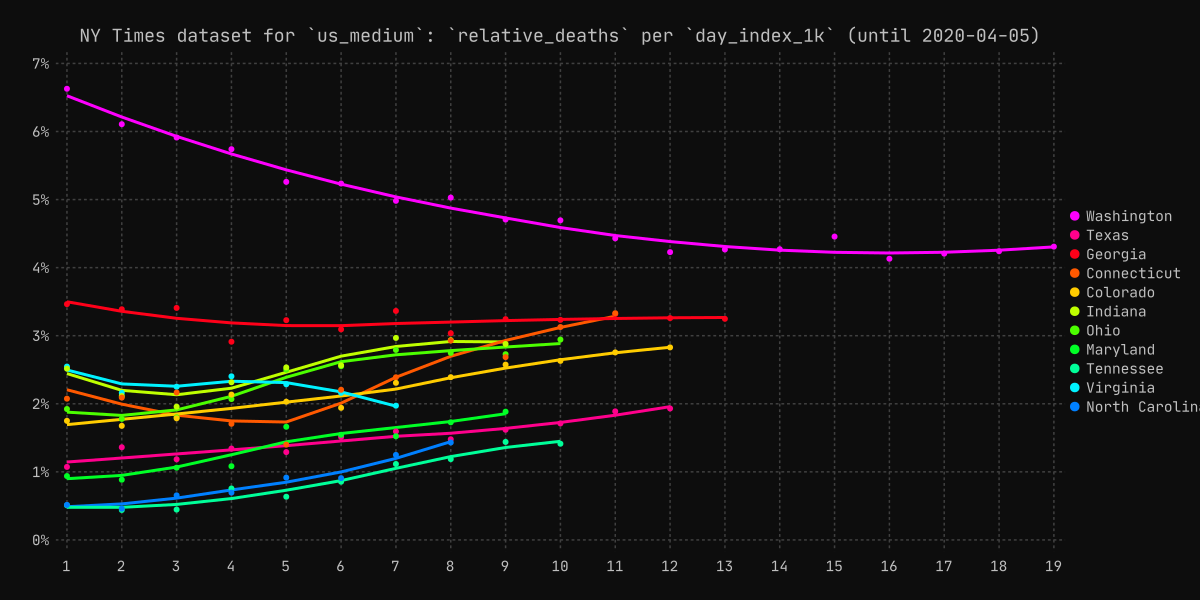 NY Times dataset for `us_medium`: `relative_deaths` per `day_index_1k` (until 2020-04-05)
7%
6%
5%
4%
3%
2%
1%
0%
1 2 3 4 5 6 7 8 9 10 11 12 13 14 15 16 17 18 19
Washington
Texas
Georgia
Connecticut
Colorado
Indiana
Ohio
Maryland
Tennessee
Virginia
North Carolina